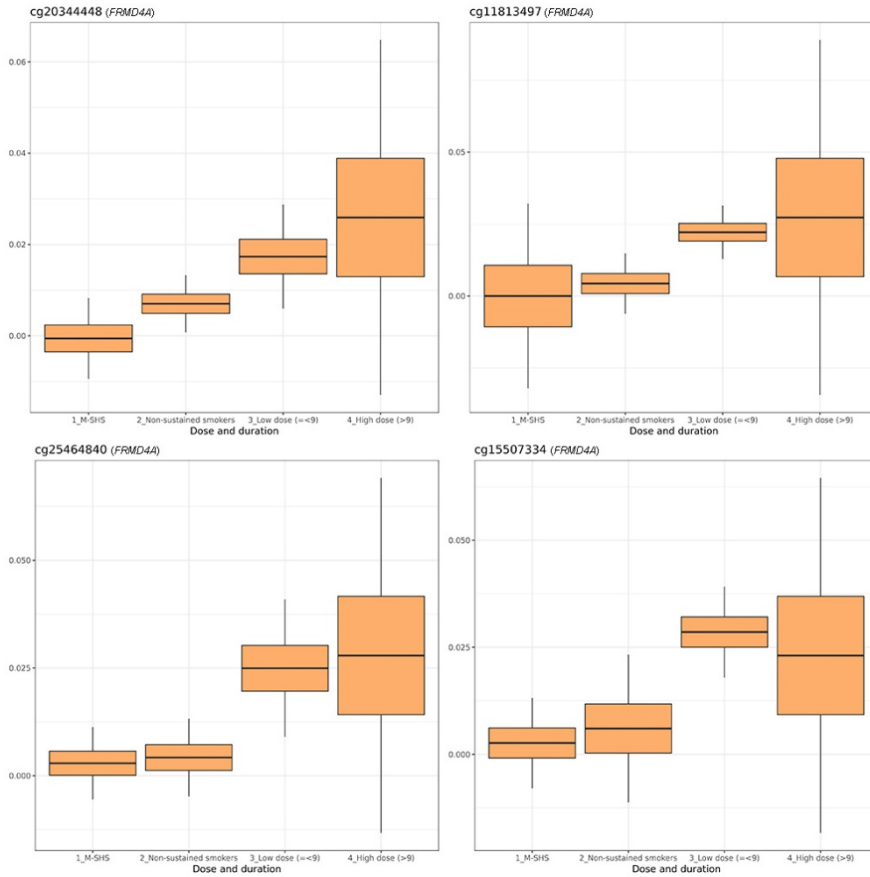 cg20344448 (FRMD4A)
0.06
0.04
0.02
0.00
1_M-SHS 2_Non-sustained smokers 3_Low dose (=<9) 4_High dose (>9)
Dose and duration
cg11813497 (FRMD4A)
0.05
0.00
1_M-SHS 2_Non-sustained smokers 3_Low dose (=<9) 4_High dose (>9)
Dose and duration
cg25464840 (FRMD4A)
0.050
0.025
0.000
1_M-SHS 2_Non-sustained smokers 3_Low dose (=<9) 4_High dose (>9)
Dose and duration
cg15507334 (FRMD4A)
0.050
0.025
0.000
1_M-SHS 2_Non-sustained smokers 3_Low dose (=<9) 4_High dose (>9)
Dose and duration